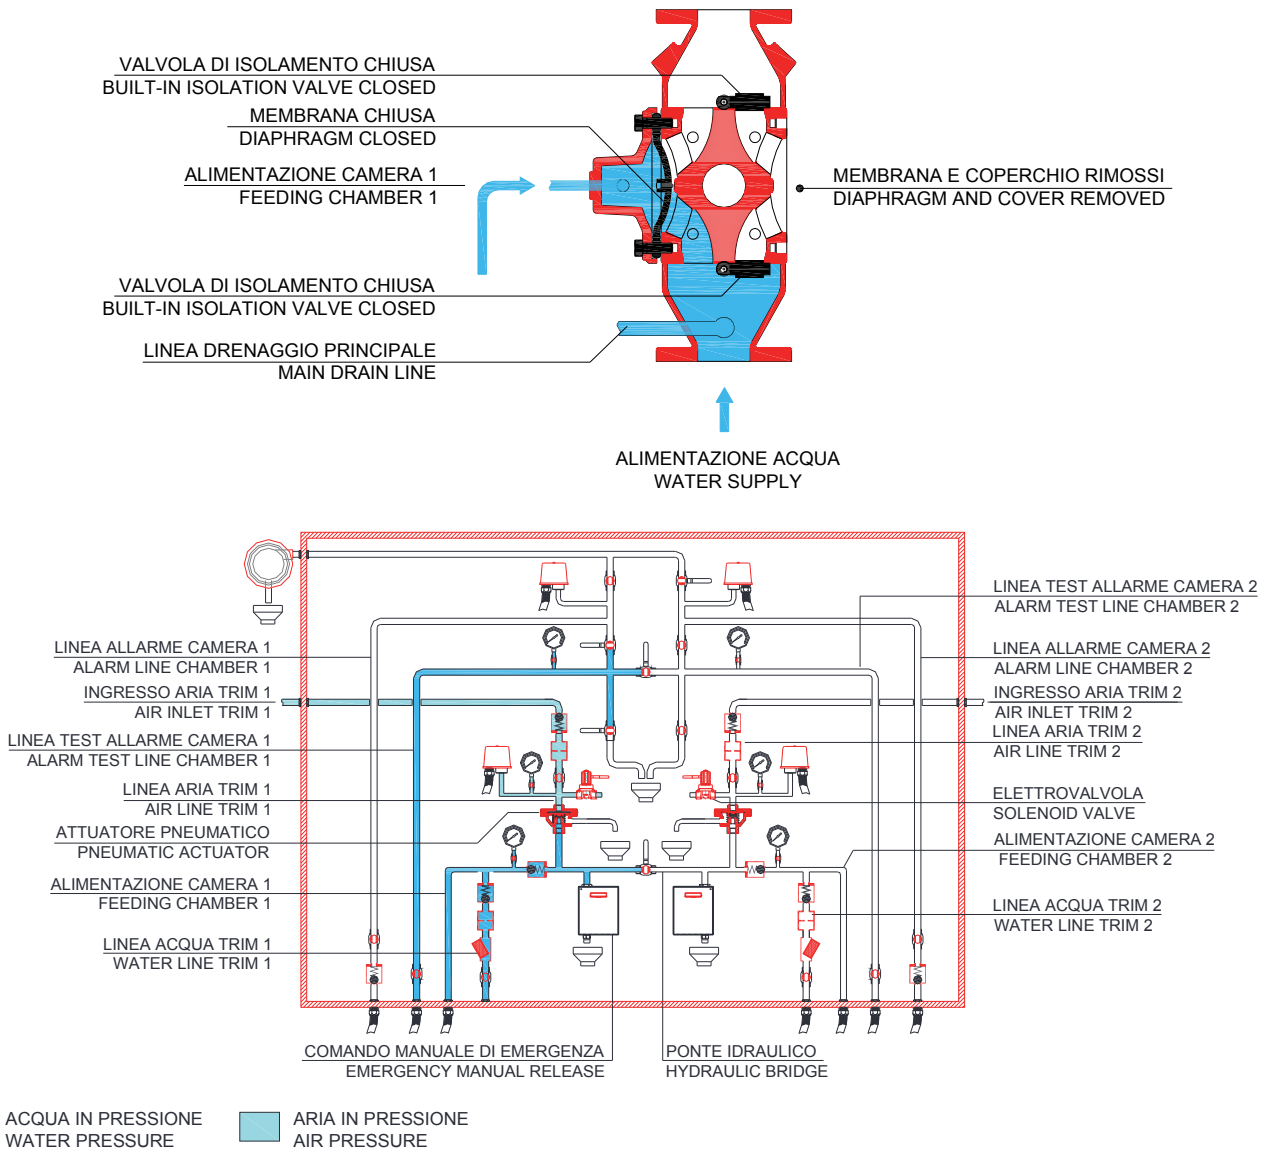 VALVOLA DI ISOLAMENTO CHIUSA
BUILT-IN ISOLATION VALVE CLOSED
MEMBRANA CHIUSA
DIAPHRAGM CLOSED
ALIMENTAZIONE CAMERA 1
FEEDING CHAMBER 1
MEMBRANA E COPERCHIO RIMOSSI
DIAPHRAGM AND COVER REMOVED
VALVOLA DI ISOLAMENTO CHIUSA
BUILT-IN ISOLATION VALVE CLOSED
LINEA DRENAGGIO PRINCIPALE
MAIN DRAIN LINE
ALIMENTAZIONE ACQUA
WATER SUPPLY
LINEA ALLARME CAMERA 1
ALARM LINE CHAMBER 1
INGRESSO ARIA TRIM 1
AIR INLET TRIM 1
LINEA TEST ALLARME CAMERA 1
ALARM TEST LINE CHAMBER 1
LINEA ARIA TRIM 1
AIR LINE TRIM 1
ATTUATORE PNEUMATICO
PNEUMATIC ACTUATOR
ALIMENTAZIONE CAMERA 1
FEEDING CHAMBER 1
LINEA ACQUA TRIM 1
WATER LINE TRIM 1
LINEA TEST ALLARME CAMERA 2
ALARM TEST LINE CHAMBER 2
LINEA ALLARME CAMERA 2
ALARM LINE CHAMBER 2
INGRESSO ARIA TRIM 2
AIR INLET TRIM 2
LINEA ARIA TRIM 2
AIR LINE TRIM 2
ELETTROVALVOLA
SOLENOID VALVE
ALIMENTAZIONE CAMERA 2
FEEDING CHAMBER 2
LINEA ACQUA TRIM 2
WATER LINE TRIM 2
COMANDO MANUALE DI EMERGENZA
EMERGENCY MANUAL RELEASE
PONTE IDRAULICO
HYDRAULIC BRIDGE
ACQUA IN PRESSIONE
WATER PRESSURE
ARIA IN PRESSIONE
AIR PRESSURE